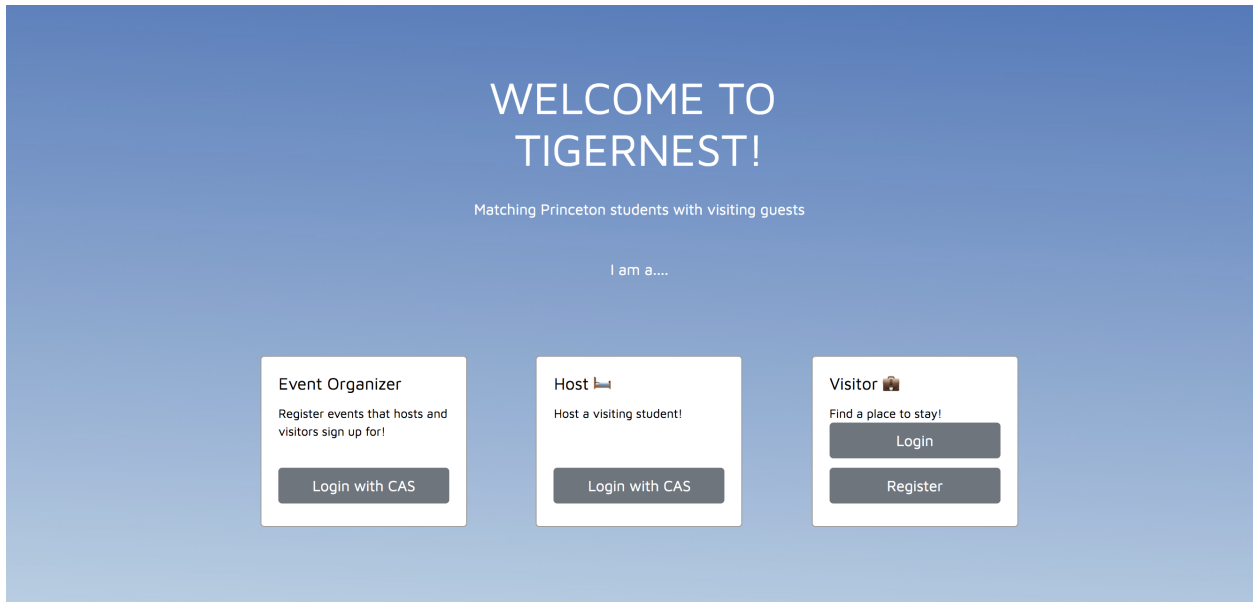 WELCOME TO
TIGERNEST!
Matching Princeton students with visiting guests
I am a....
Event Organizer
Register events that hosts and
visitors sign up for!
Login with CAS
Host 🛏️
Host a visiting student!
Login with CAS
Visitor 💼
Find a place to stay!
Login
Register